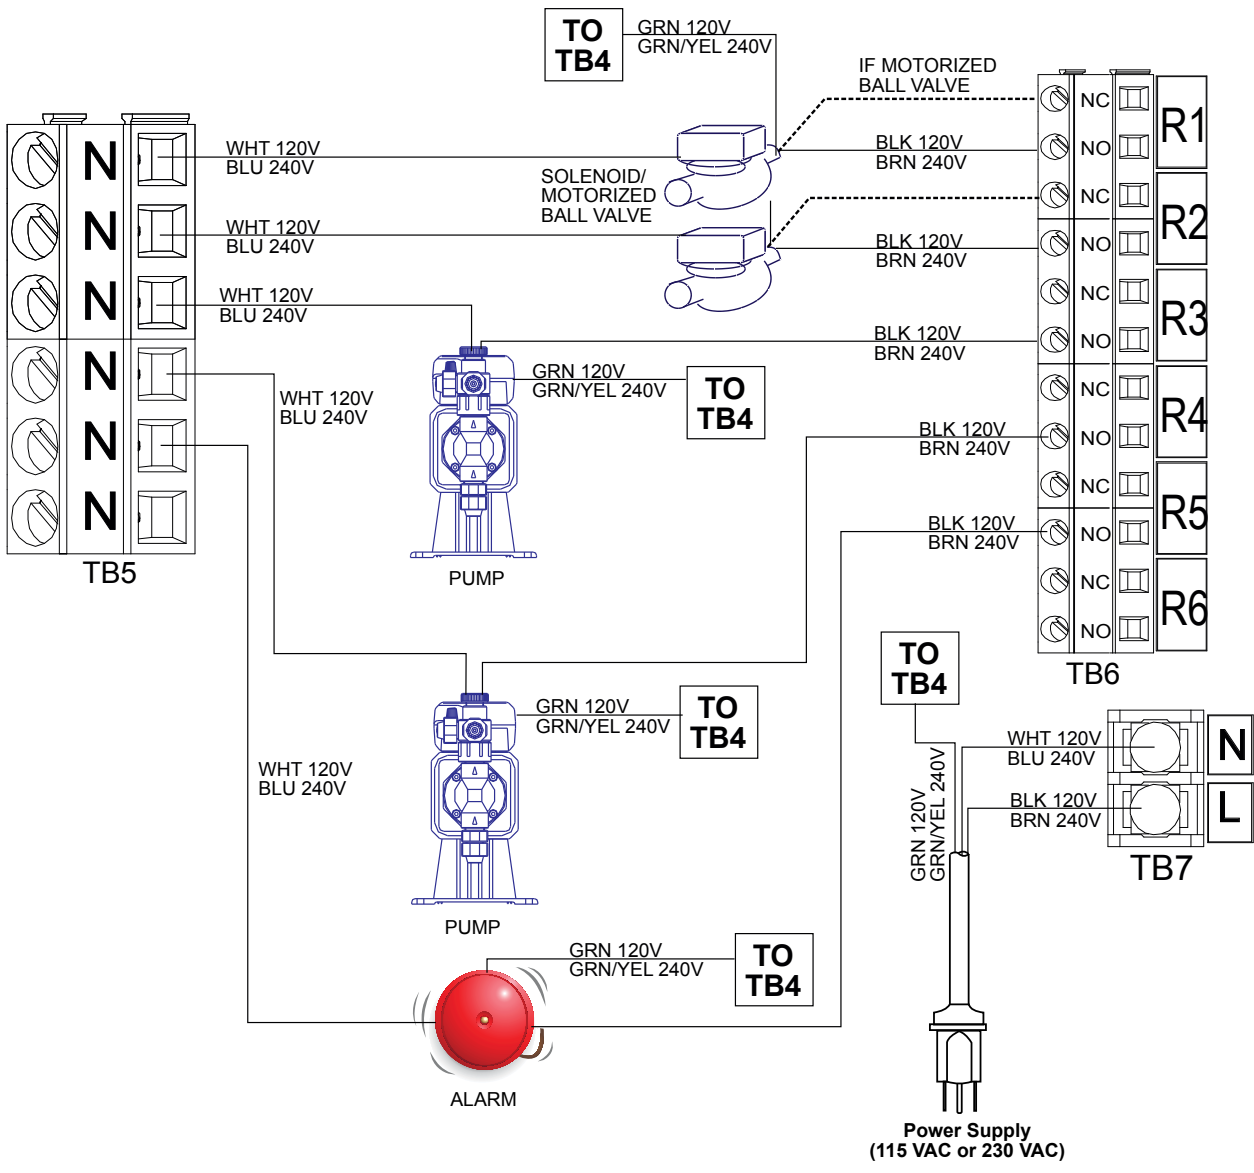 TO
TB4
GRN 120V
GRN/YEL 240V
IF MOTORIZED
BALL VALVE
N
WHT 120V
BLU 240V
SOLENOID/
MOTORIZED
BALL VALVE
BLK 120V
BRN 240V
NC
R1
NO
N
WHT 120V
BLU 240V
BLK 120V
BRN 240V
NC
R2
NO
N
WHT 120V
BLU 240V
BLK 120V
BRN 240V
NC
R3
NO
N
WHT 120V
BLU 240V
GRN 120V
GRN/YEL 240V
TO
TB4
NC
R4
NO
BLK 120V
BRN 240V
N
N
TB5
PUMP
BLK 120V
BRN 240V
NC
R5
NO
NC
R6
NO
TB6
TO
TB4
GRN 120V
GRN/YEL 240V
TO
TB4
WHT 120V
BLU 240V
PUMP
WHT 120V
BLU 240V
N
BLK 120V
BRN 240V
L
TB7
GRN 120V
GRN/YEL 240V
GRN 120V
GRN/YEL 240V
TO
TB4
ALARM
Power Supply
(115 VAC or 230 VAC)